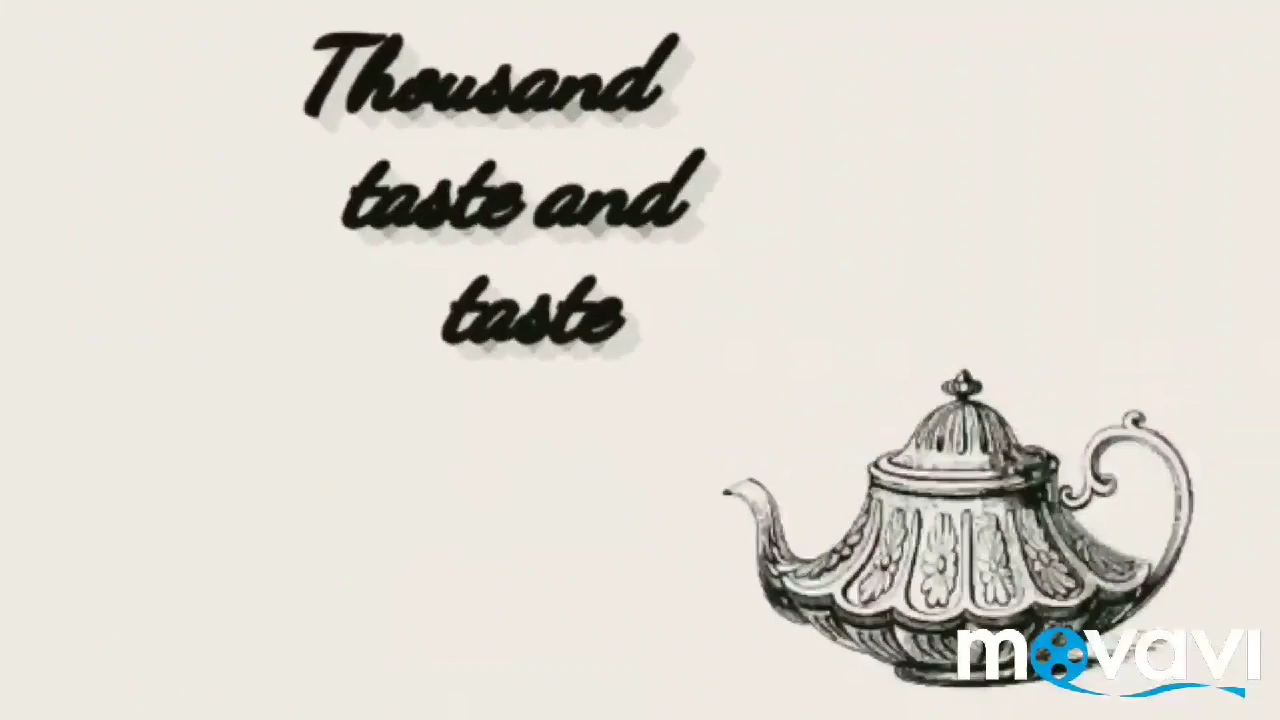 Thousand
taste and
taste
movavi